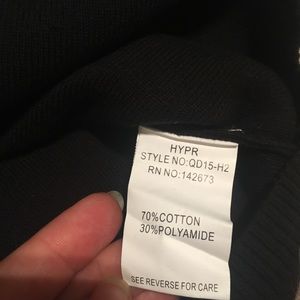 HYPR
STYLE NO:QD15-H2
RN NO:142673
70%COTTON
30%POLYAMIDE
SEE REVERSE FOR CARE